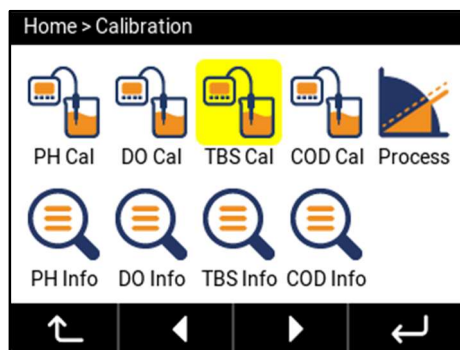 Home > Calibration
PH Cal DO Cal TBS Cal COD Cal Process
PH Info DO Info TBS Info COD Info